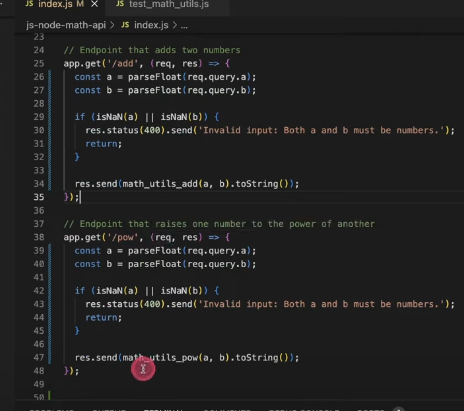 index.js M
test_math_utils.js
js-node-math-api > JS index.js > ...
23
24 // Endpoint that adds two numbers
25 app.get('/add', (req, res) => {
26 const a = parseFloat(req.query.a);
27 const b = parseFloat(req.query.b);
28
29 if (isNaN(a) || isNaN(b)) {
30 res.status(400).send('Invalid input: Both a and b must be numbers.');
31 return;
32 }
33
34 res.send(math_utils_add(a, b).toString());
35 });
36
37 // Endpoint that raises one number to the power of another
38 app.get('/pow', (req, res) => {
39 const a = parseFloat(req.query.a);
40 const b = parseFloat(req.query.b);
41
42 if (isNaN(a) || isNaN(b)) {
43 res.status(400).send('Invalid input: Both a and b must be numbers.');
44 return;
45 }
46
47 res.send(math_utils_pow(a, b).toString());
48 });
49
50